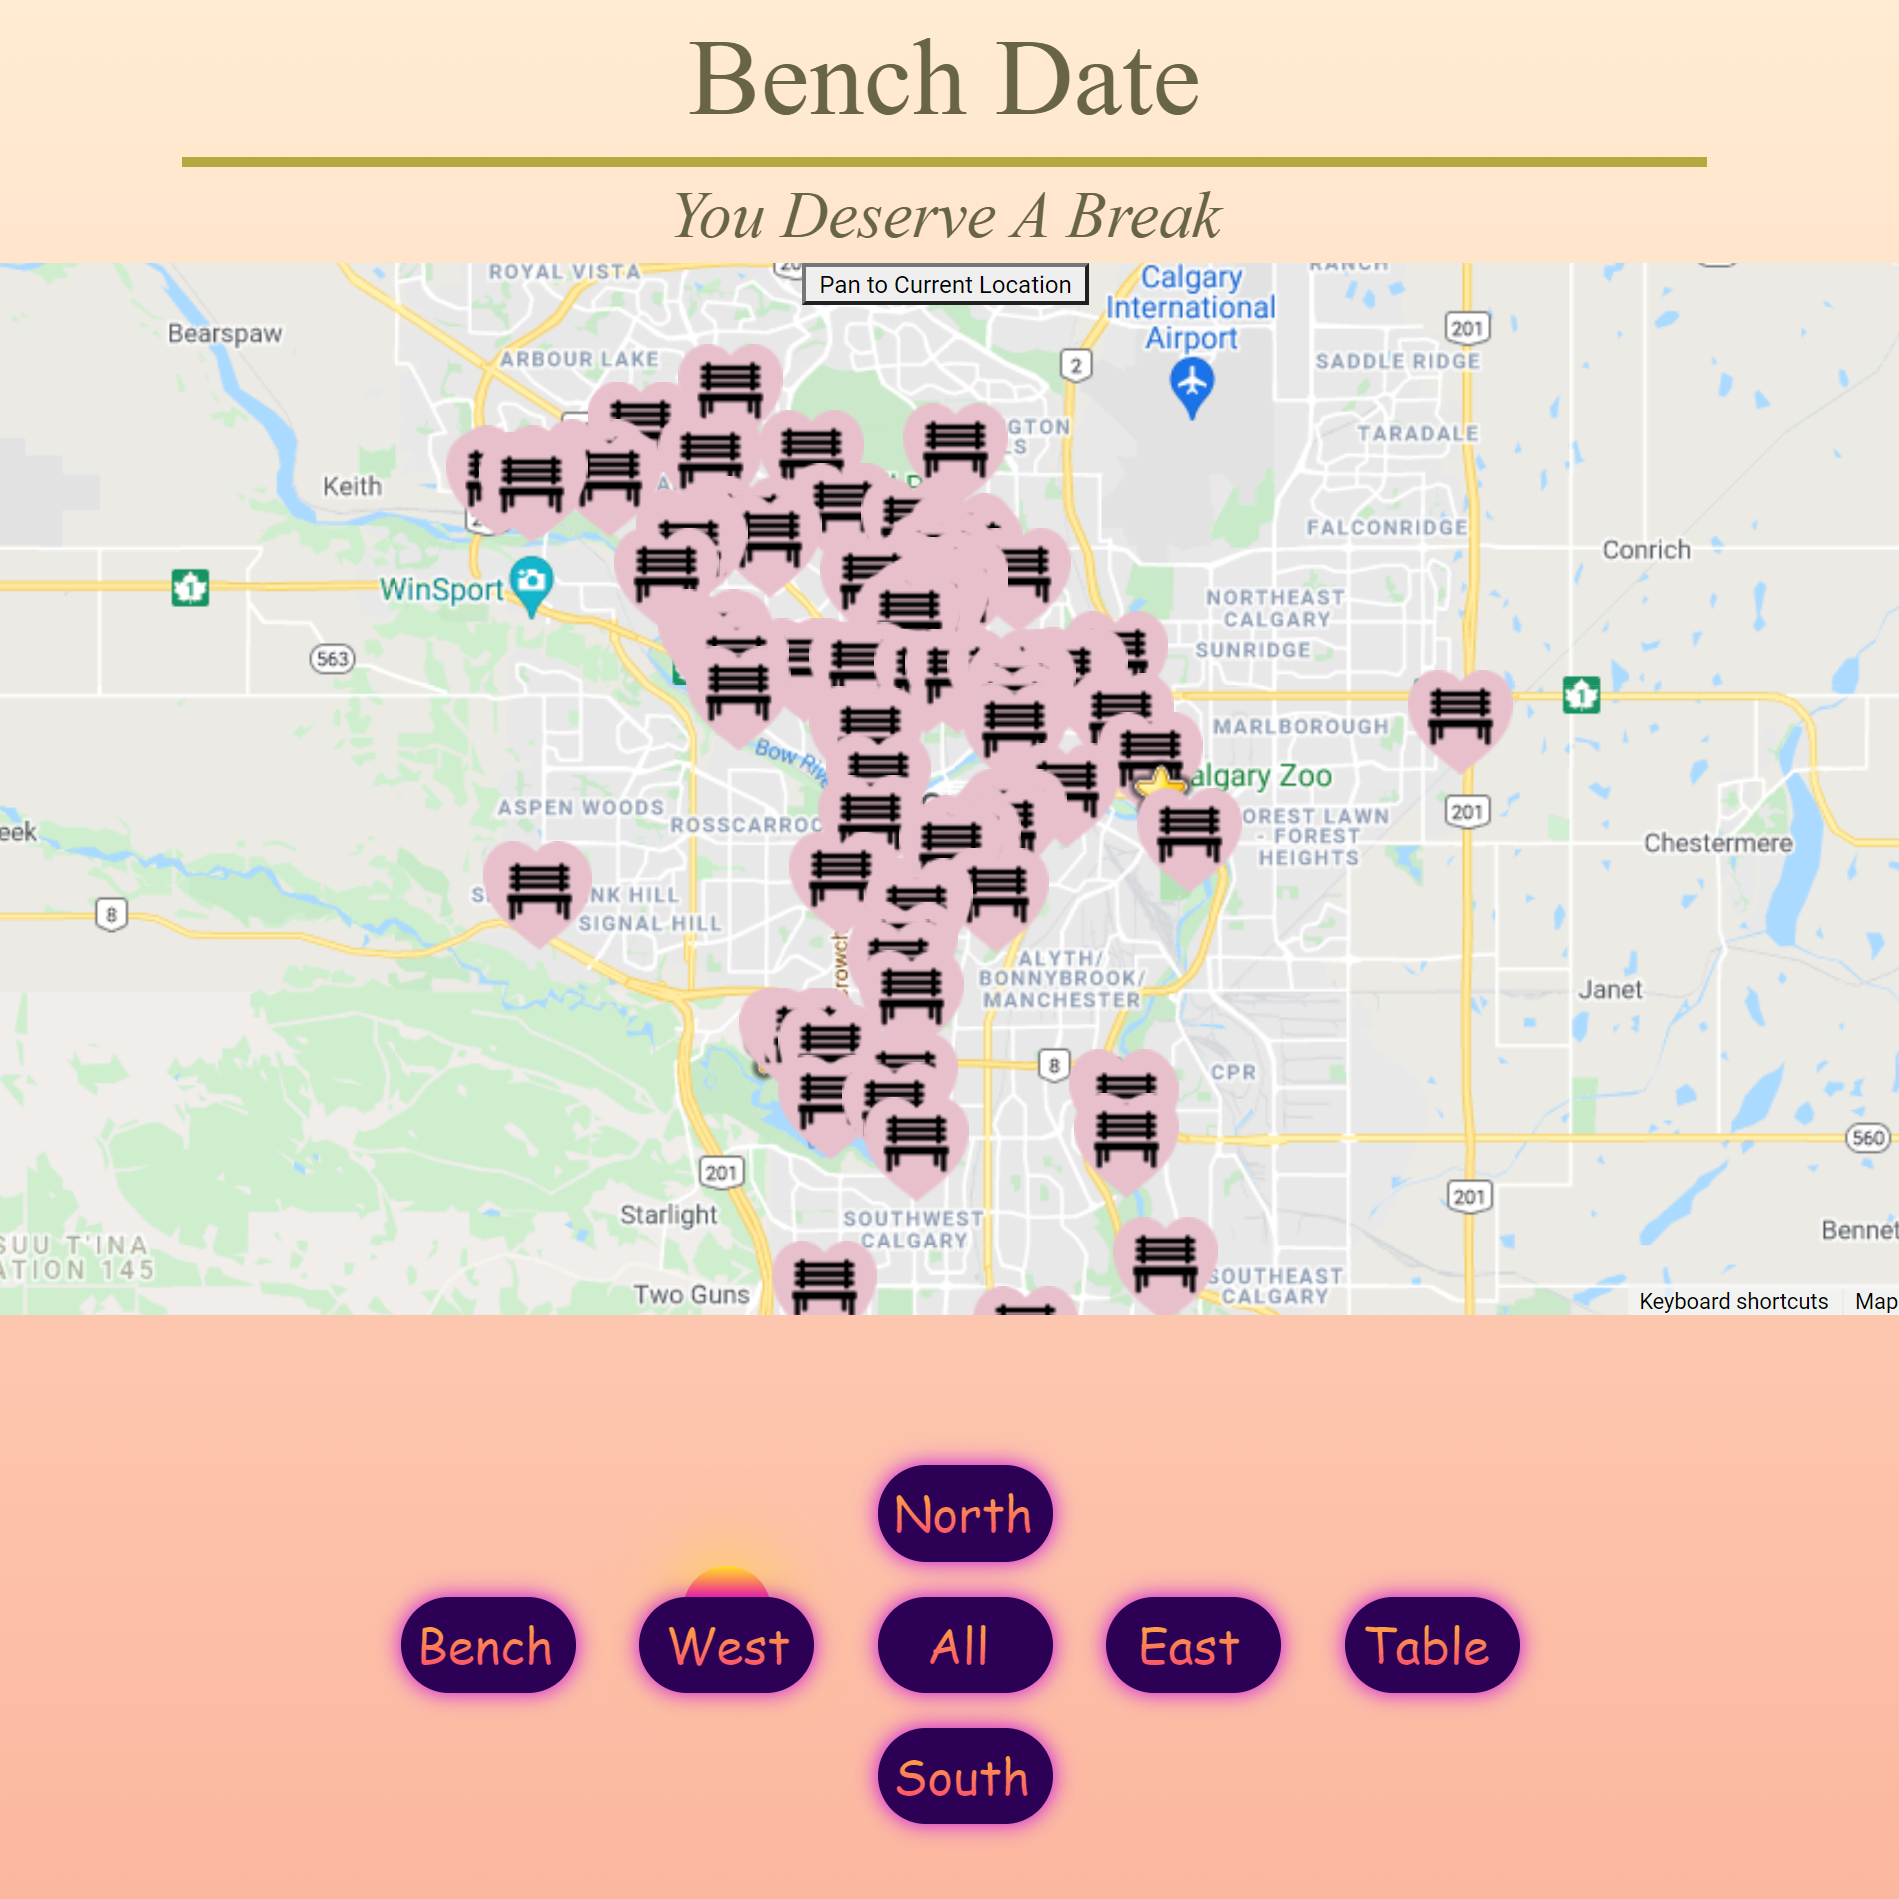 Bench Date
You Deserve A Break
ROYAL VISTA
Pan to Current Location
Calgary
International
Airport
RANCH
Bearspaw
201
2
ARBOUR LAKE
SADDLE RIDGE
TARADALE
Keith
FALCONRIDGE
Conrich
1
WinSport
NORTHEAST
CALGARY
563
SUNRIDGE
1
MARLBOROUGH
Bow
algary Zoo
ASPEN WOODS
ROSSCARROC
OREST LAWN
- FOREST
HEIGHTS
201
eek
Chestermere
8
NK HILL
SIGNAL HILL
ALYTH/
BONNYBROOK/
MANCHESTER
Janet
8
CPR
560
201
201
Starlight
SOUTHWEST
CALGARY
Bennet
SUU T'INA
ATION 145
Two Guns
SOUTHEAST
CALGARY
Keyboard shortcuts
Map
North
Bench
West
All
East
Table
South